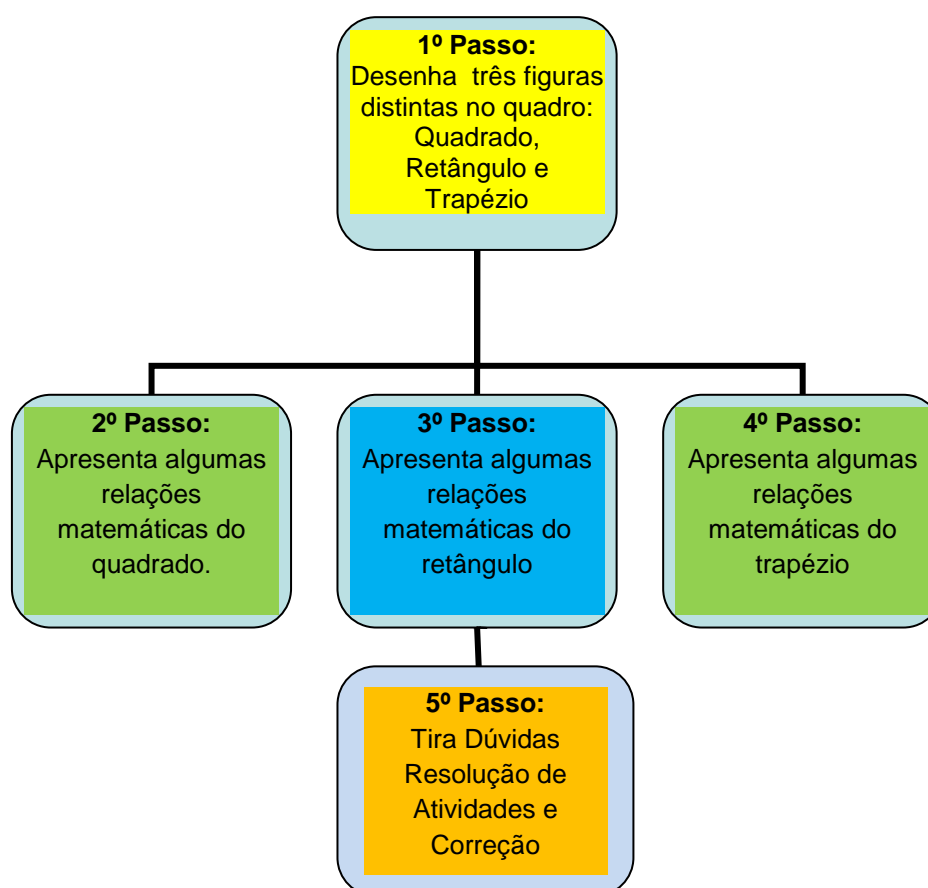 1º Passo:
Desenha três figuras
distintas no quadro:
Quadrado,
Retângulo e
Trapézio
2º Passo:
Apresenta algumas
relações
matemáticas do
quadrado.
3º Passo:
Apresenta algumas
relações
matemáticas do
retângulo
4º Passo:
Apresenta algumas
relações
matemáticas do
trapézio
5º Passo:
Tira Dúvidas
Resolução de
Atividades e
Correção